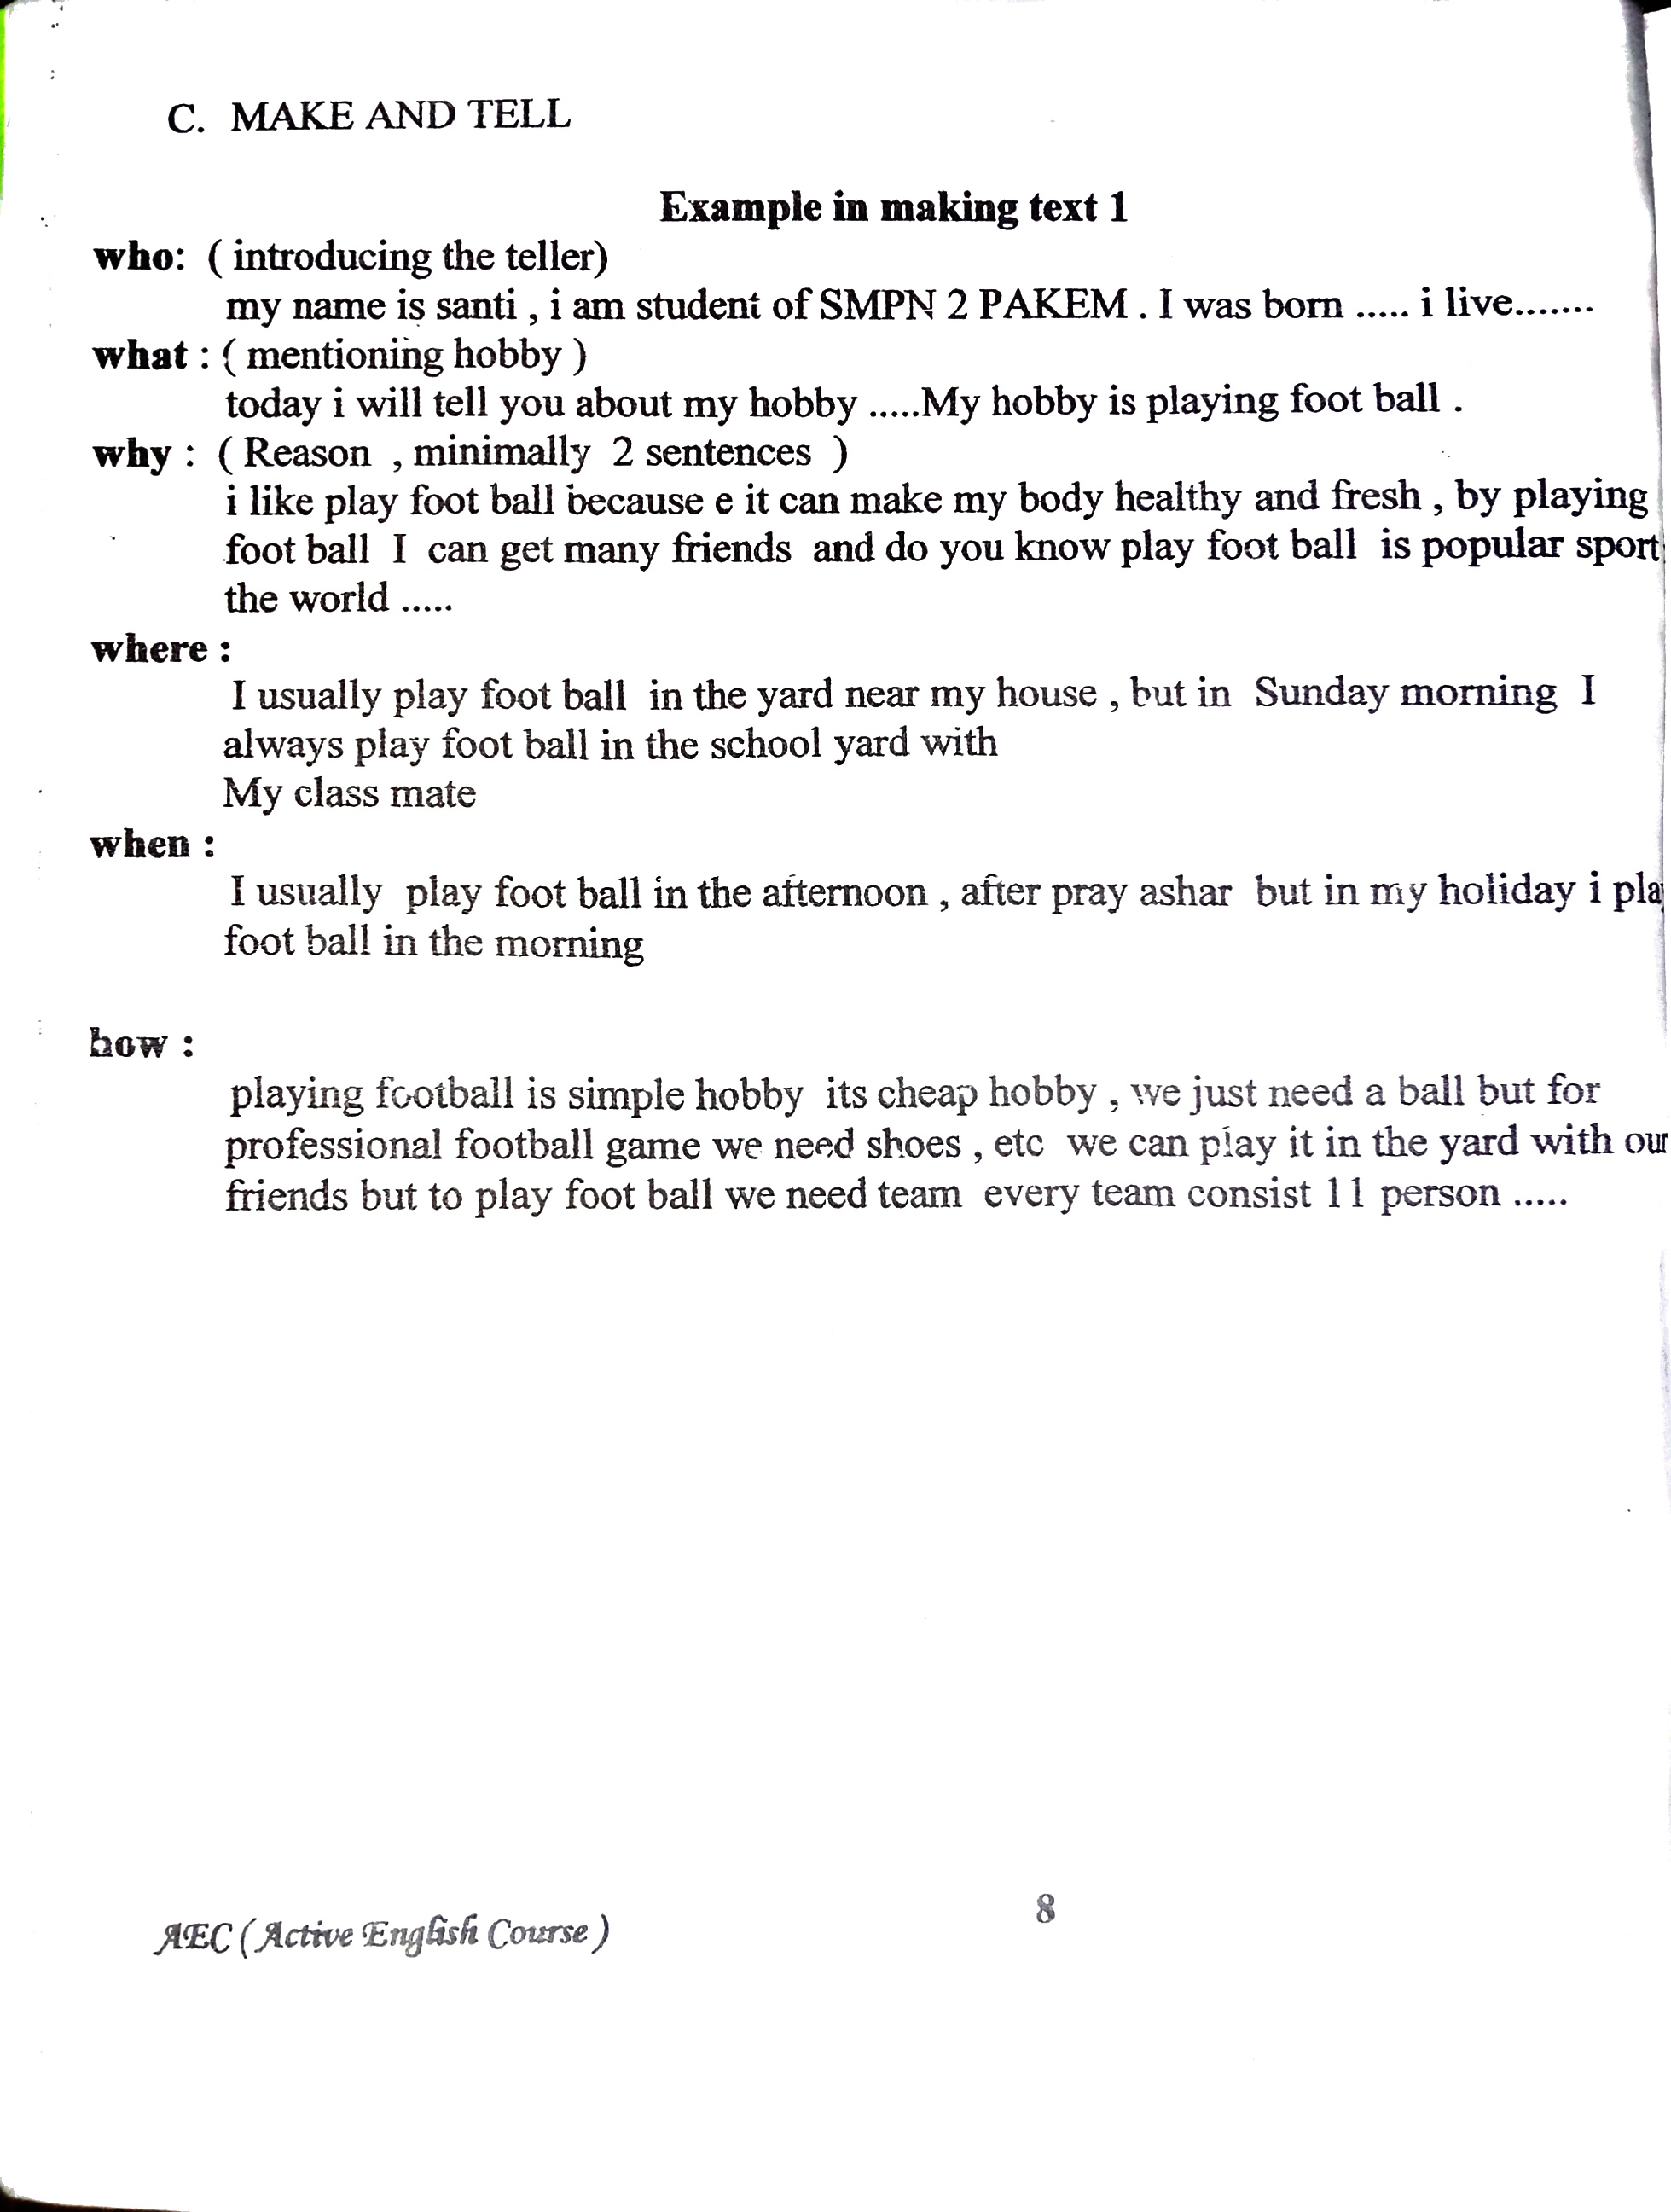 C. MAKE AND TELL
Example in making text 1
who: ( introducing the teller)
my name is santi , i am student of SMPN 2 PAKEM . I was born ..... i live.......
what : ( mentioning hobby )
today i will tell you about my hobby .....My hobby is playing foot ball .
why : ( Reason , minimally 2 sentences )
i like play foot ball because e it can make my body healthy and fresh , by playing
foot ball I can get many friends and do you know play foot ball is popular sport
the world .....
where :
I usually play foot ball in the yard near my house , but in Sunday morning I
always play foot ball in the school yard with
My class mate
when :
I usually play foot ball in the afternoon , after pray ashar but in my holiday i pla
foot ball in the morning
how :
playing football is simple hobby its cheap hobby , we just need a ball but for
professional football game we need shoes , etc we can play it in the yard with our
friends but to play foot ball we need team every team consist 11 person .....
8
AEC ( Active English Course )